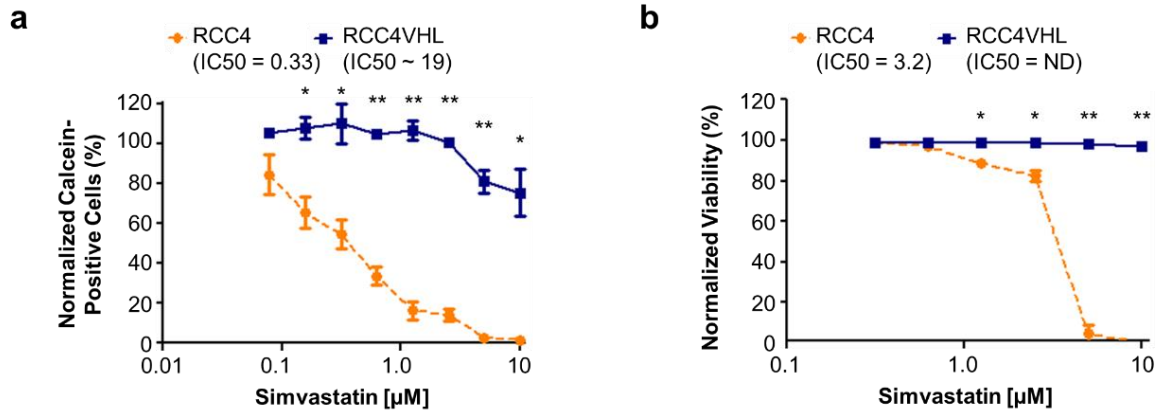 a
RCC4 RCC4VHL
(IC50 = 0.33) (IC50 ~ 19)
* * ** ** ** ** *
Normalized Calcein-
Positive Cells (%)
120
100
80
60
40
20
0
0.01 0.1 1.0 10
Simvastatin [µM]
b
RCC4 RCC4VHL
(IC50 = 3.2) (IC50 = ND)
* * ** **
Normalized Viability (%)
120
100
80
60
40
20
0
0.1 1.0 10
Simvastatin [µM]